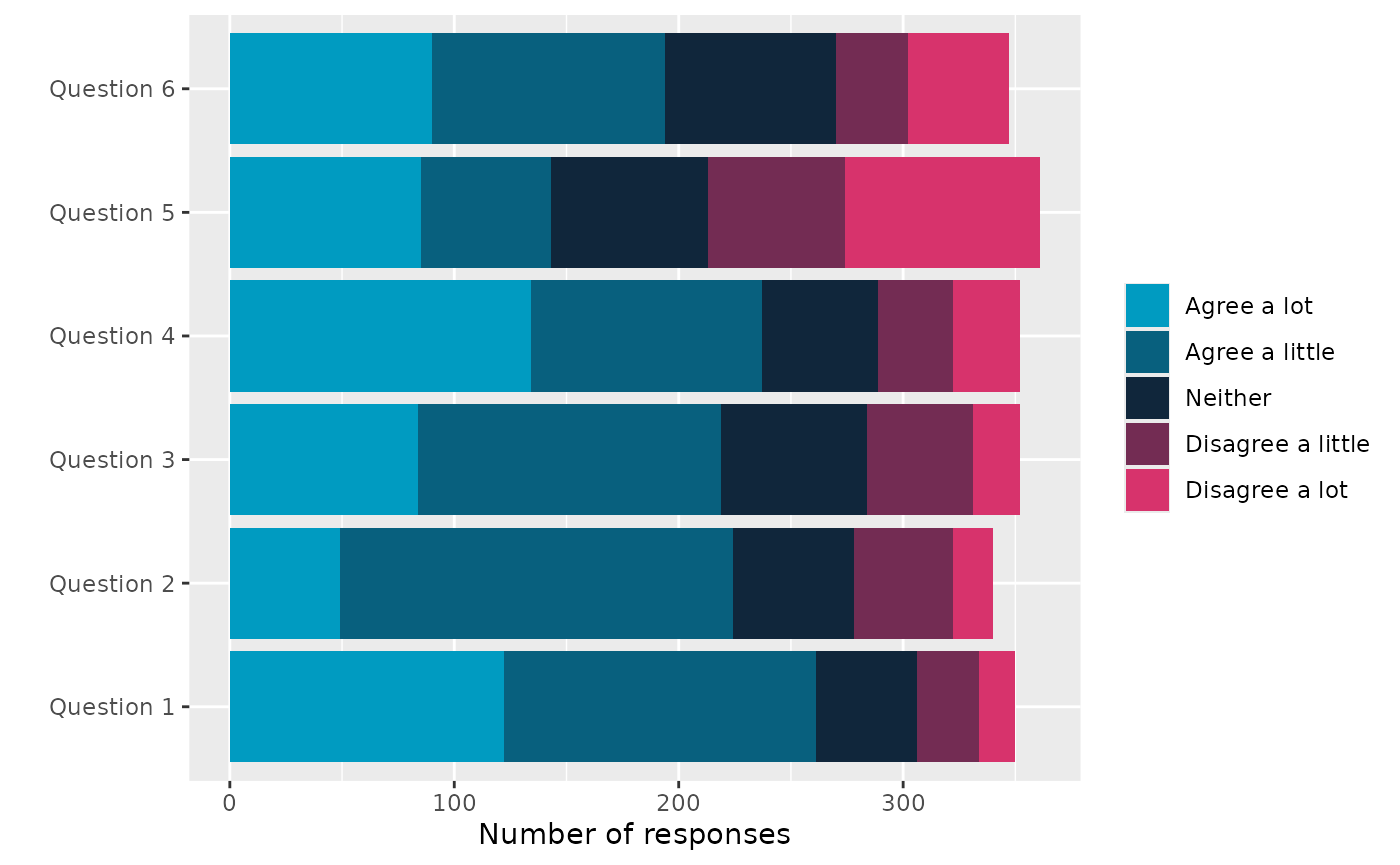 Question 6
Question 5
Question 4
Question 3
Question 2
Question 1
0 100 200 300
Number of responses
Agree a lot
Agree a little
Neither
Disagree a little
Disagree a lot